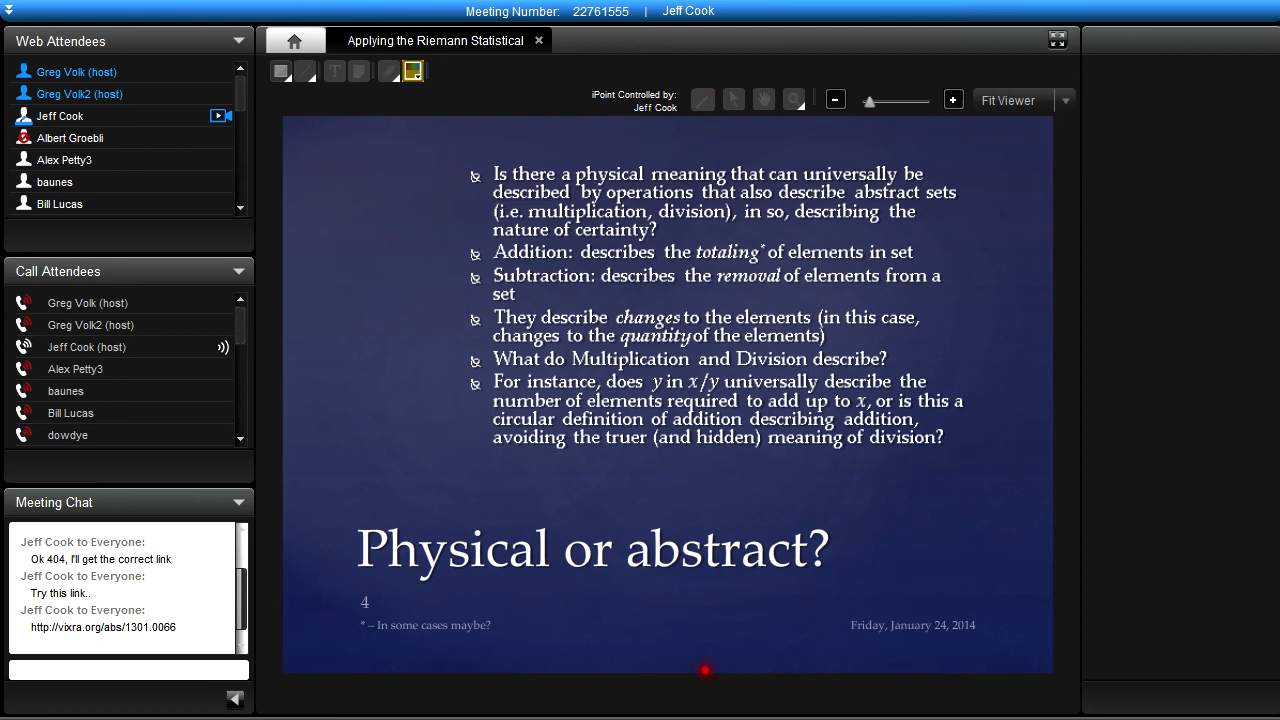 Meeting Number: 22761555 | Jeff Cook
Web Attendees
Greg Volk (host)
Greg Volk2 (host)
Jeff Cook
Albert Groebli
Alex Petty3
baunes
Bill Lucas
Call Attendees
Greg Volk (host)
Greg Volk2 (host)
Jeff Cook (host)
Alex Petty3
baunes
Bill Lucas
dowdye
Meeting Chat
Jeff Cook to Everyone:
Ok 404, I'll get the correct link
Jeff Cook to Everyone:
Try this link..
Jeff Cook to Everyone:
http://vixra.org/abs/1301.0066
Applying the Riemann Statistical
T
iPoint Controlled by:
Jeff Cook
Fit Viewer
Is there a physical meaning that can universally be
described by operations that also describe abstract sets
(i.e. multiplication, division), in so, describing the
nature of certainty?
Addition: describes the totaling* of elements in set
Subtraction: describes the removal of elements from a
set
They describe changes to the elements (in this case,
changes to the quantity of the elements)
What do Multiplication and Division describe?
For instance, does y in x/y universally describe the
number of elements required to add up to x, or is this a
circular definition of addition describing addition,
avoiding the truer (and hidden) meaning of division?
Physical or abstract?
4
* – In some cases maybe?
Friday, January 24, 2014